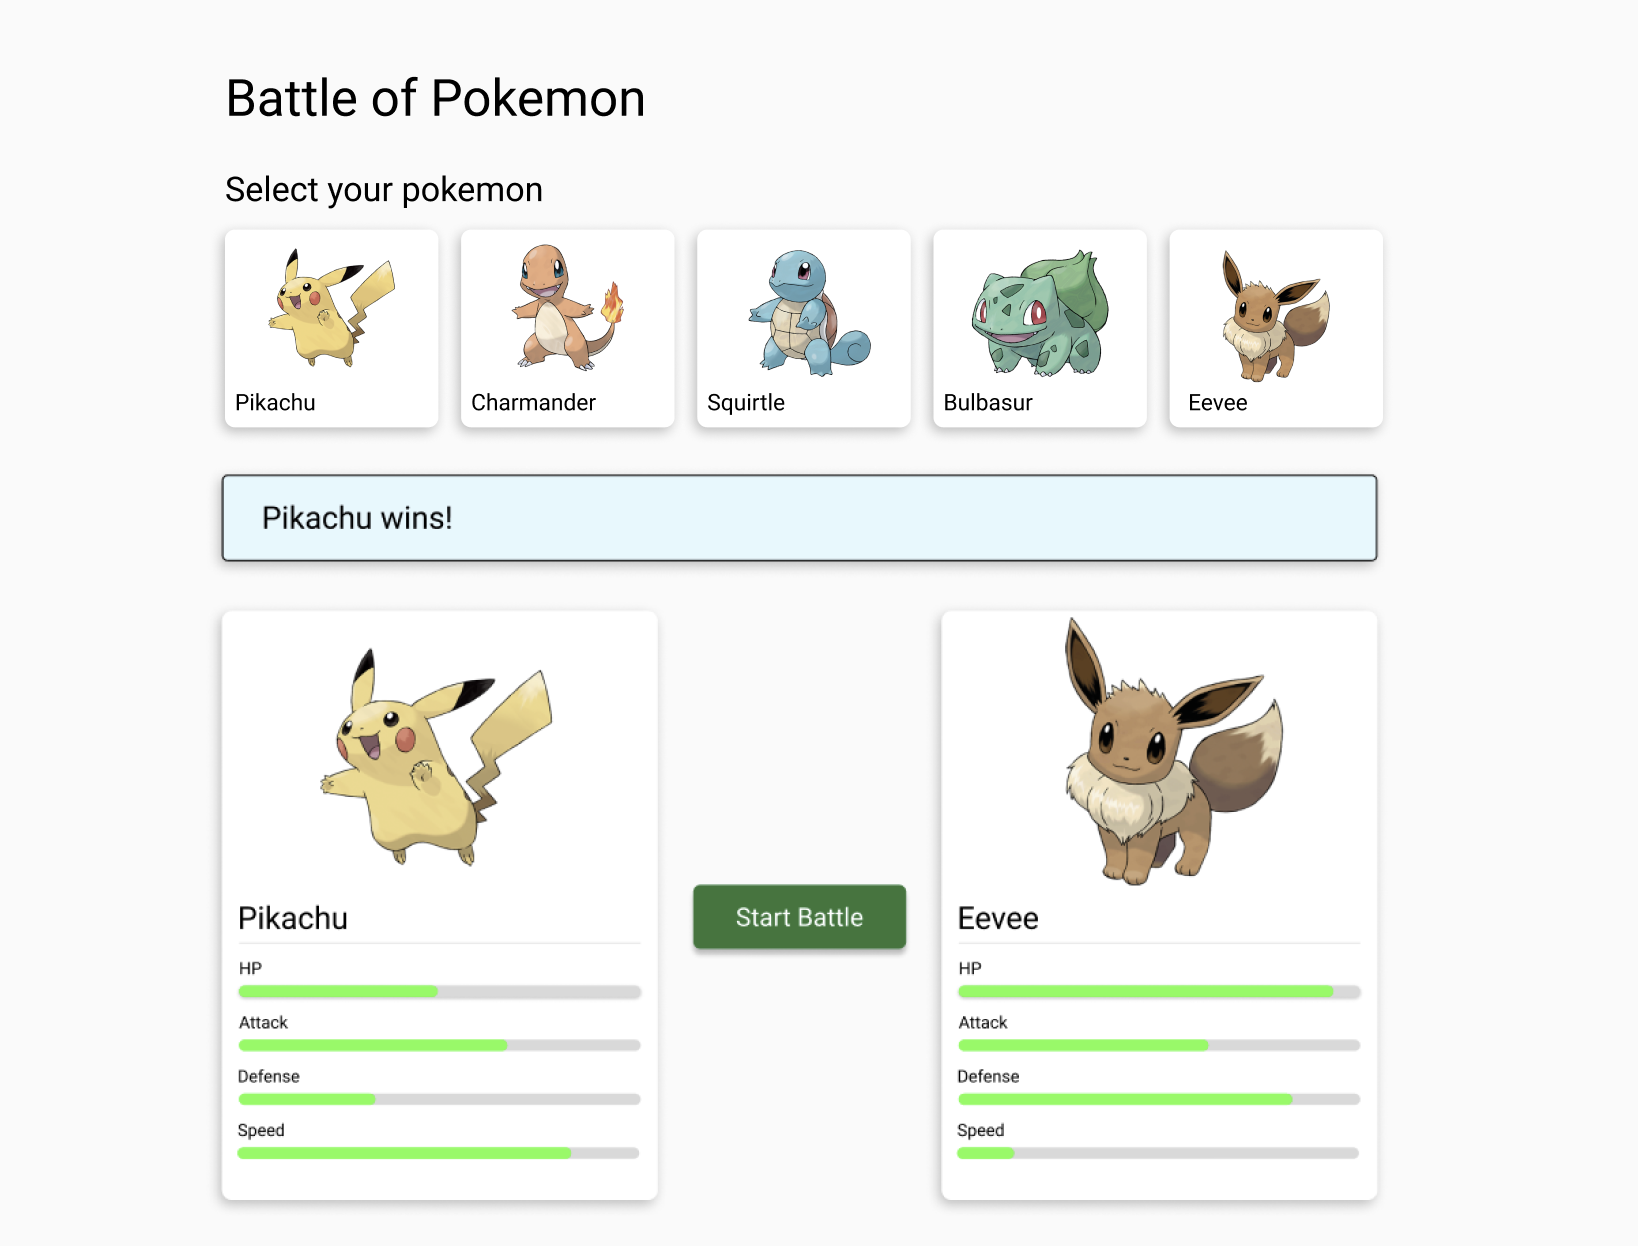 Battle of Pokemon
Select your pokemon
Pikachu
Charmander
Squirtle
Bulbasur
Eevee
Pikachu wins!
Pikachu
HP
Attack
Defense
Speed
Start Battle
Eevee
HP
Attack
Defense
Speed